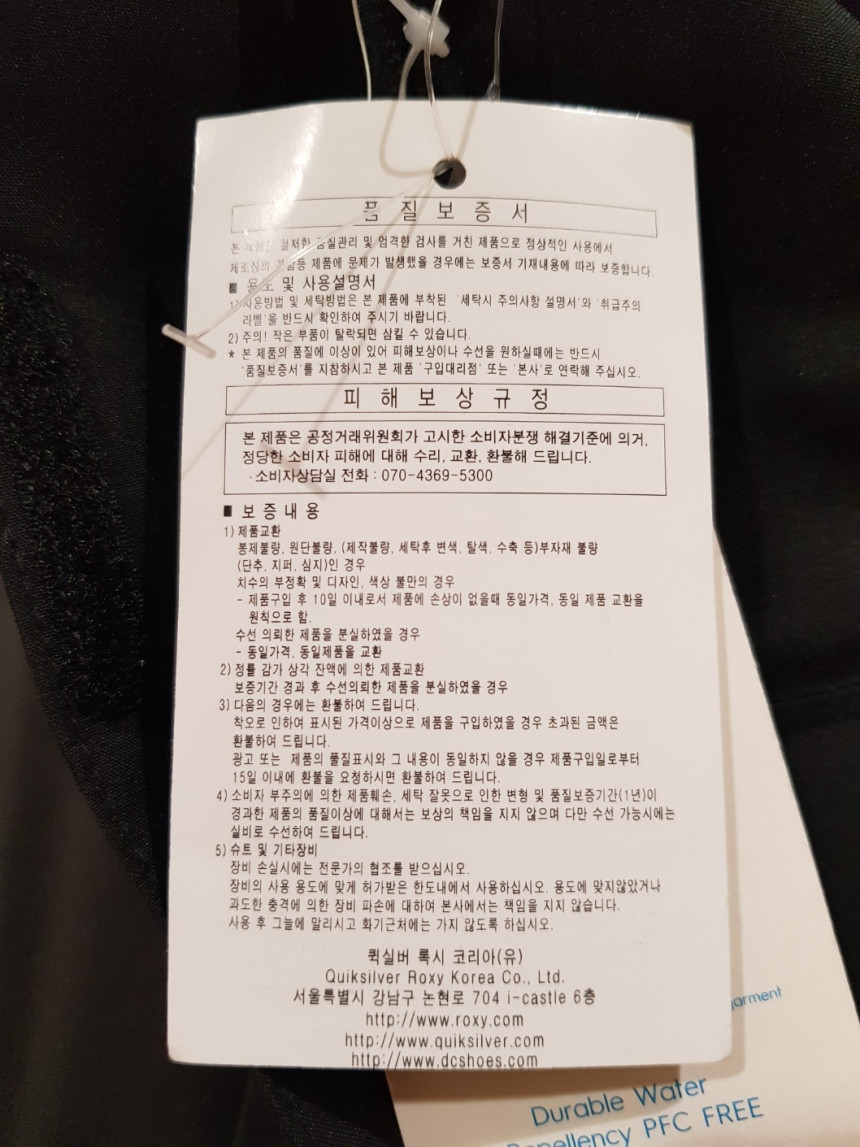 품 질 보 증 서
본 제품은 철저한 품질관리 및 엄격한 검사를 거친 제품으로 정상적인 사용에서
제조상의 결함등 제품에 문제가 발생했을 경우에는 보증서 기재내용에 따라 보증합니다.
■ 용도 및 사용설명서
1) 사용방법 및 세탁방법은 본 제품에 부착된 '세탁시 주의사항 설명서'와 '취급주의
라벨'을 반드시 확인하여 주시기 바랍니다.
2) 주의! 작은 부품이 탈락되면 삼킬 수 있습니다.
* 본 제품의 품질에 이상이 있어 피해보상이나 수선을 원하실때에는 반드시
'품질보증서'를 지참하시고 본 제품 '구입대리점' 또는 '본사'로 연락해 주십시오.
피 해 보 상 규 정
본 제품은 공정거래위원회가 고시한 소비자분쟁 해결기준에 의거,
정당한 소비자 피해에 대해 수리, 교환, 환불해 드립니다.
·소비자상담실 전화 : 070-4369-5300
■ 보 증 내 용
1) 제품교환
봉제불량, 원단불량, (제작불량, 세탁후 변색, 탈색, 수축 등)부자재 불량
(단추, 지퍼, 심지)인 경우
치수의 부정확 및 디자인, 색상 불만의 경우
- 제품구입 후 10일 이내로서 제품에 손상이 없을때 동일가격, 동일 제품 교환을
원칙으로 함.
수선 의뢰한 제품을 분실하였을 경우
- 동일가격, 동일제품을 교환
2) 정률 감가 상각 잔액에 의한 제품교환
보증기간 경과 후 수선의뢰한 제품을 분실하였을 경우
3) 다음의 경우에는 환불하여 드립니다.
착오로 인하여 표시된 가격이상으로 제품을 구입하였을 경우 초과된 금액은
환불하여 드립니다.
광고 또는 제품의 품질표시와 그 내용이 동일하지 않을 경우 제품구입일로부터
15일 이내에 환불을 요청하시면 환불하여 드립니다.
4) 소비자 부주의에 의한 제품훼손, 세탁 잘못으로 인한 변형 및 품질보증기간(1년)이
경과한 제품의 품질이상에 대해서는 보상의 책임을 지지 않으며 다만 수선 가능시에는
실비로 수선하여 드립니다.
5) 슈트 및 기타장비
장비 손실시에는 전문가의 협조를 받으십시오.
장비의 사용 용도에 맞게 허가받은 한도내에서 사용하십시오. 용도에 맞지않았거나
과도한 충격에 의한 장비 파손에 대하여 본사에서는 책임을 지지 않습니다.
사용 후 그늘에 말리시고 화기근처에는 가지 않도록 하십시오.
퀵실버 록시 코리아(유)
Quiksilver Roxy Korea Co., Ltd.
서울특별시 강남구 논현로 704 i-castle 6층
http://www.roxy.com
http://www.quiksilver.com
http://www.dcshoes.com
garment
Durable Water
Repellency PFC FREE